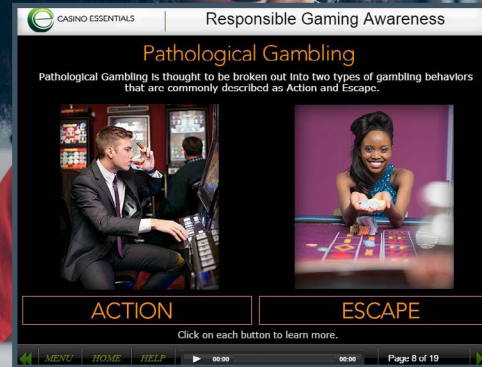 CASINO ESSENTIALS
Responsible Gaming Awareness
Pathological Gambling
Pathological Gambling is thought to be broken out into two types of gambling behaviors
that are commonly described as Action and Escape.
ACTION
ESCAPE
Click on each button to learn more.
MENU HOME HELP 00:00 00:00 Page 8 of 19